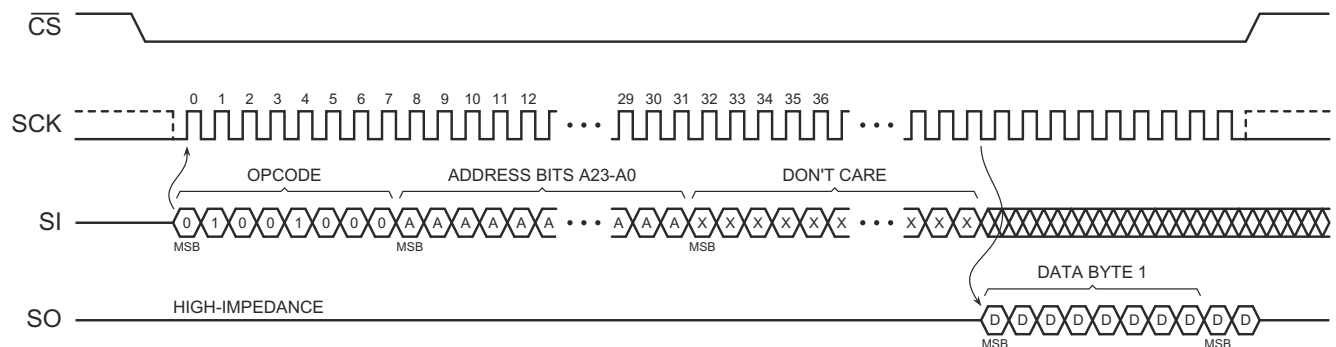 CS
SCK 0 1 2 3 4 5 6 7 8 9 10 11 12 29 30 31 32 33 34 35 36
OPCODE ADDRESS BITS A23-A0 DON'T CARE
SI 0 1 0 0 1 0 0 0 A A A A A A A A A X X X X X X X X X
MSB MSB MSB
DATA BYTE 1
SO HIGH-IMPEDANCE D D D D D D D D D D
MSB MSB